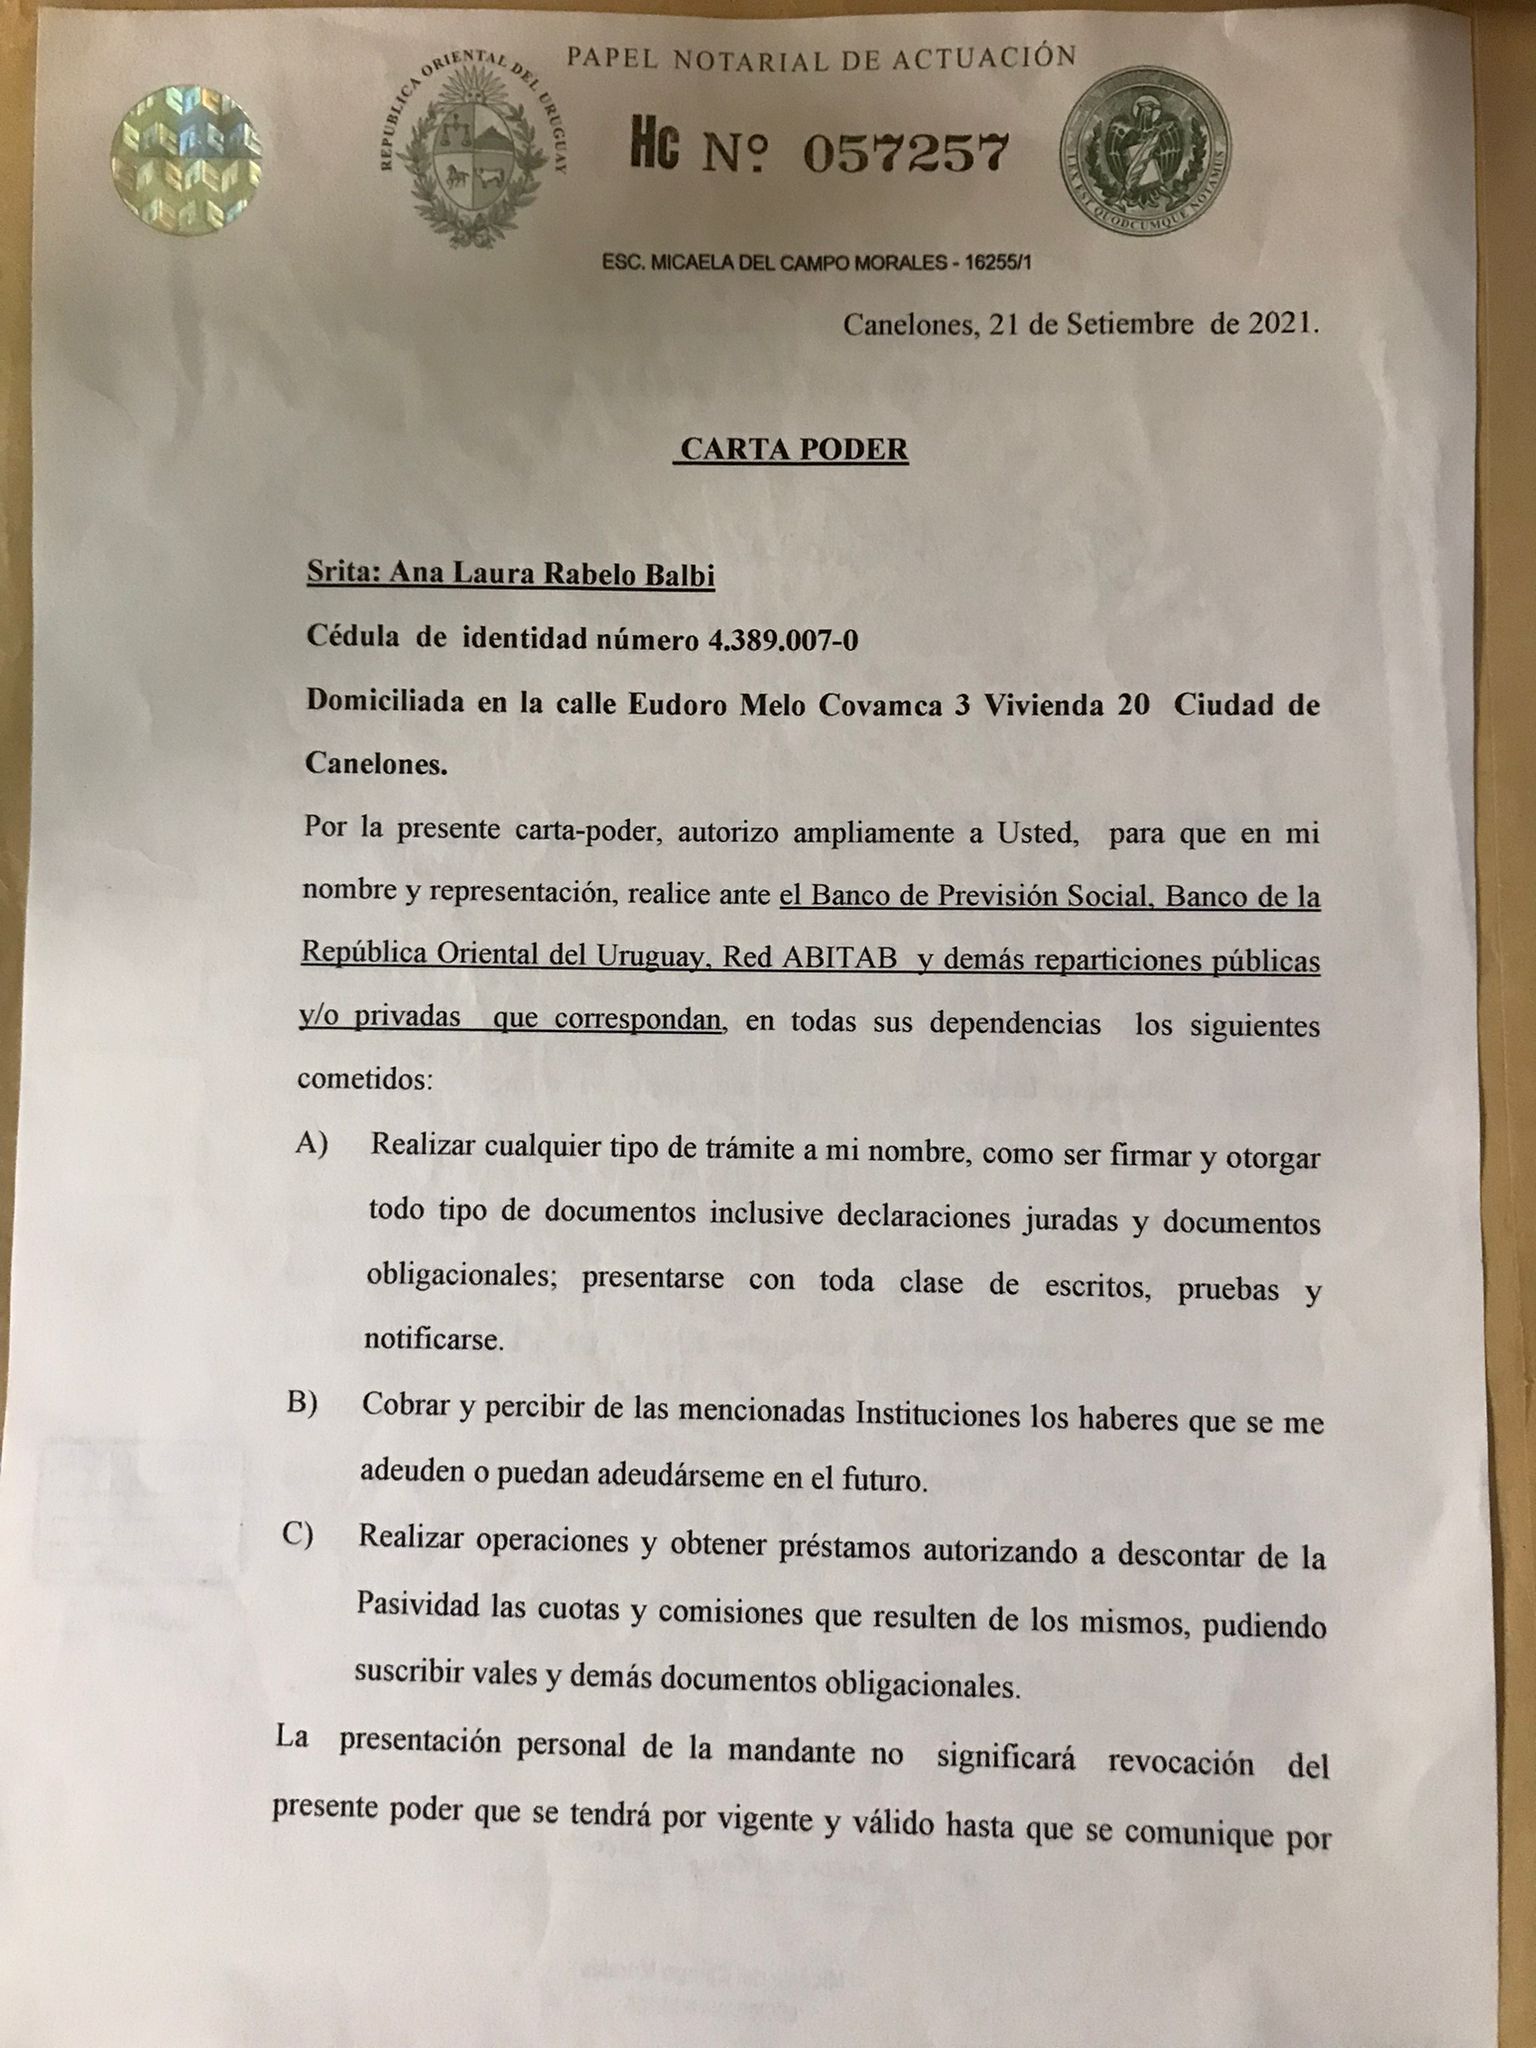 PAPEL NOTARIAL DE ACTUACIÓN
REPUBLICA ORIENTAL DEL URUGUAY
Hc Nº 057257
LEX EST QUODCUMQUE NOTAMUS
ESC. MICAELA DEL CAMPO MORALES - 16255/1
Canelones, 21 de Setiembre de 2021.
CARTA PODER
Srita: Ana Laura Rabelo Balbi
Cédula de identidad número 4.389.007-0
Domiciliada en la calle Eudoro Melo Covamca 3 Vivienda 20 Ciudad de
Canelones.
Por la presente carta-poder, autorizo ampliamente a Usted, para que en mi
nombre y representación, realice ante el Banco de Previsión Social, Banco de la
República Oriental del Uruguay, Red ABITAB y demás reparticiones públicas
y/o privadas que correspondan, en todas sus dependencias los siguientes
cometidos:
A) Realizar cualquier tipo de trámite a mi nombre, como ser firmar y otorgar
todo tipo de documentos inclusive declaraciones juradas y documentos
obligacionales; presentarse con toda clase de escritos, pruebas y
notificarse.
B) Cobrar y percibir de las mencionadas Instituciones los haberes que se me
adeuden o puedan adeudárseme en el futuro.
C) Realizar operaciones y obtener préstamos autorizando a descontar de la
Pasividad las cuotas y comisiones que resulten de los mismos, pudiendo
suscribir vales y demás documentos obligacionales.
La presentación personal de la mandante no significará revocación del
presente poder que se tendrá por vigente y válido hasta que se comunique por